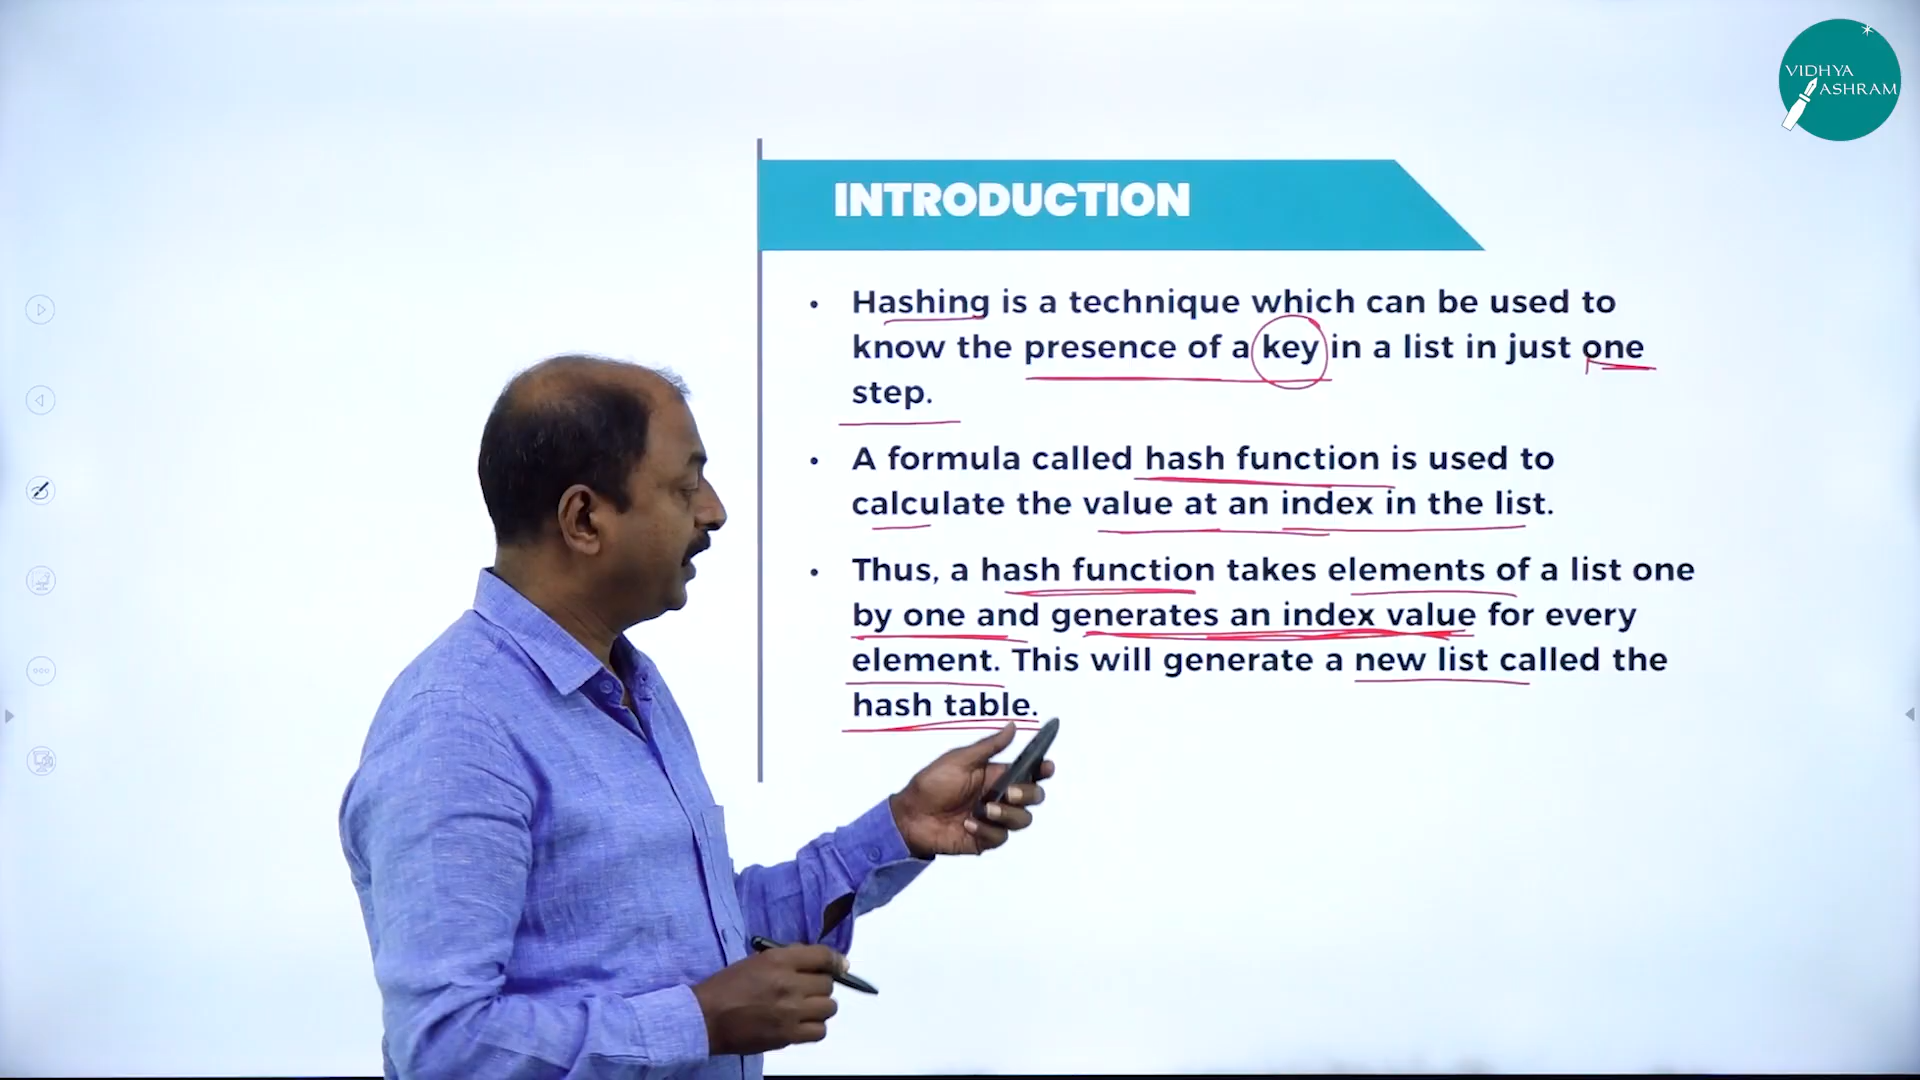 VIDHYA
ASHRAM
INTRODUCTION
• Hashing is a technique which can be used to
know the presence of a key in a list in just one
step.
• A formula called hash function is used to
calculate the value at an index in the list.
• Thus, a hash function takes elements of a list one
by one and generates an index value for every
element. This will generate a new list called the
hash table.